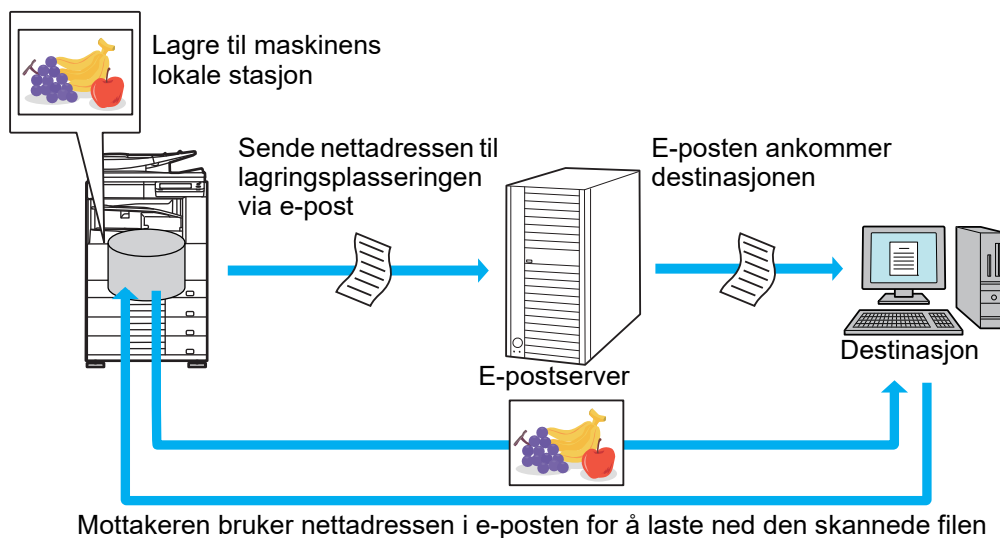 Lagre til maskinens
lokale stasjon
Sende nettadressen til
lagringsplasseringen
via e-post
E-posten ankommer
destinasjonen
E-postserver
Destinasjon
Mottakeren bruker nettadressen i e-posten for å laste ned den skannede filen